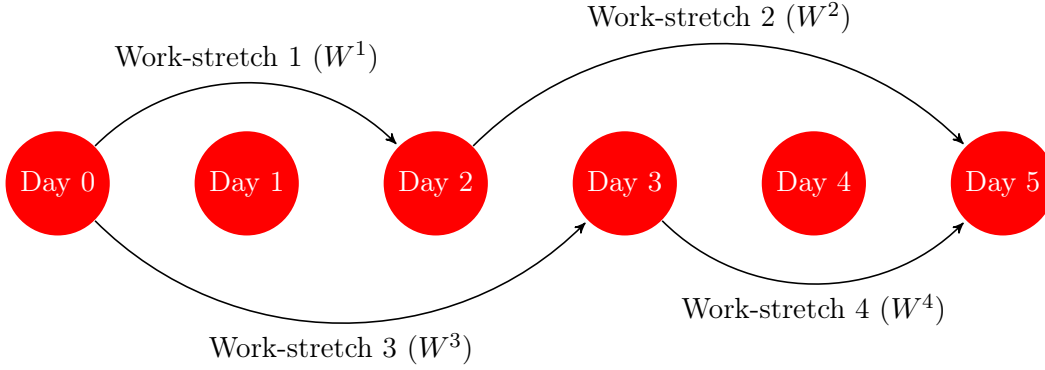 Work-stretch 2 (W²)
Work-stretch 1 (W¹)
Day 0 Day 1 Day 2 Day 3 Day 4 Day 5
Work-stretch 4 (W⁴)
Work-stretch 3 (W³)